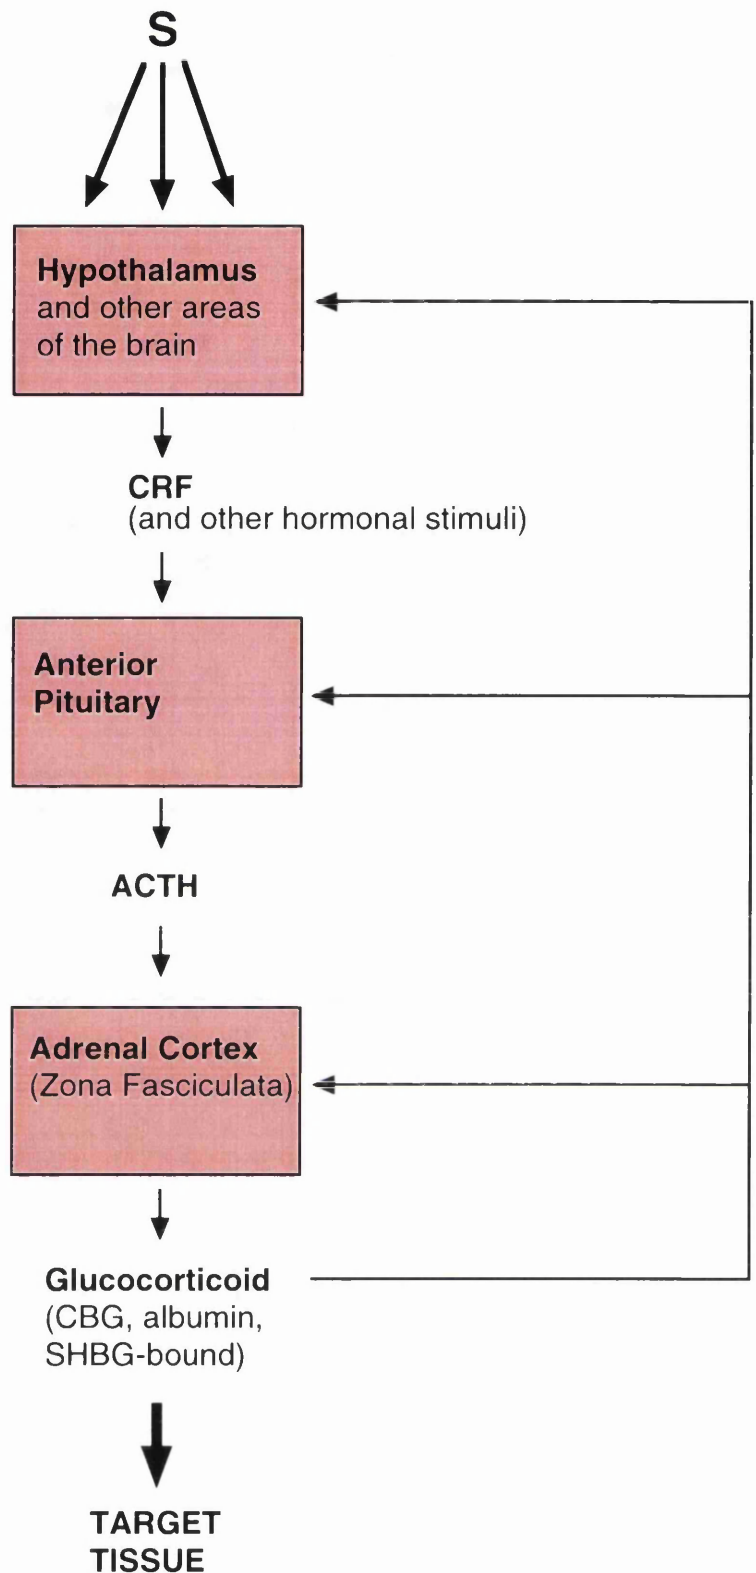 S
Hypothalamus
and other areas
of the brain
CRF
(and other hormonal stimuli)
Anterior
Pituitary
ACTH
Adrenal Cortex
(Zona Fasciculata)
Glucocorticoid
(CBG, albumin,
SHBG-bound)
TARGET
TISSUE